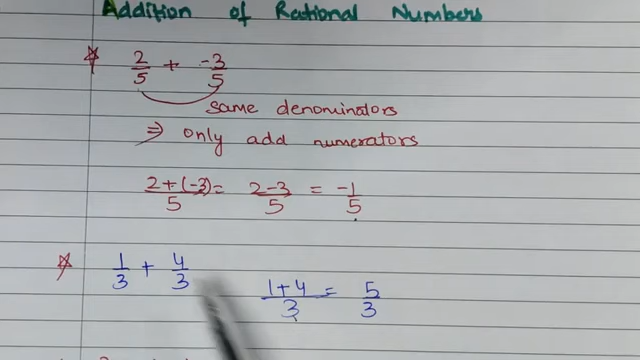 Addition of Rational Numbers
* 2/5 + -3/5
same denominators
⇒ only add numerators
2+(-3)/5 = 2-3/5 = -1/5
* 1/3 + 4/3
1+4/3 = 5/3